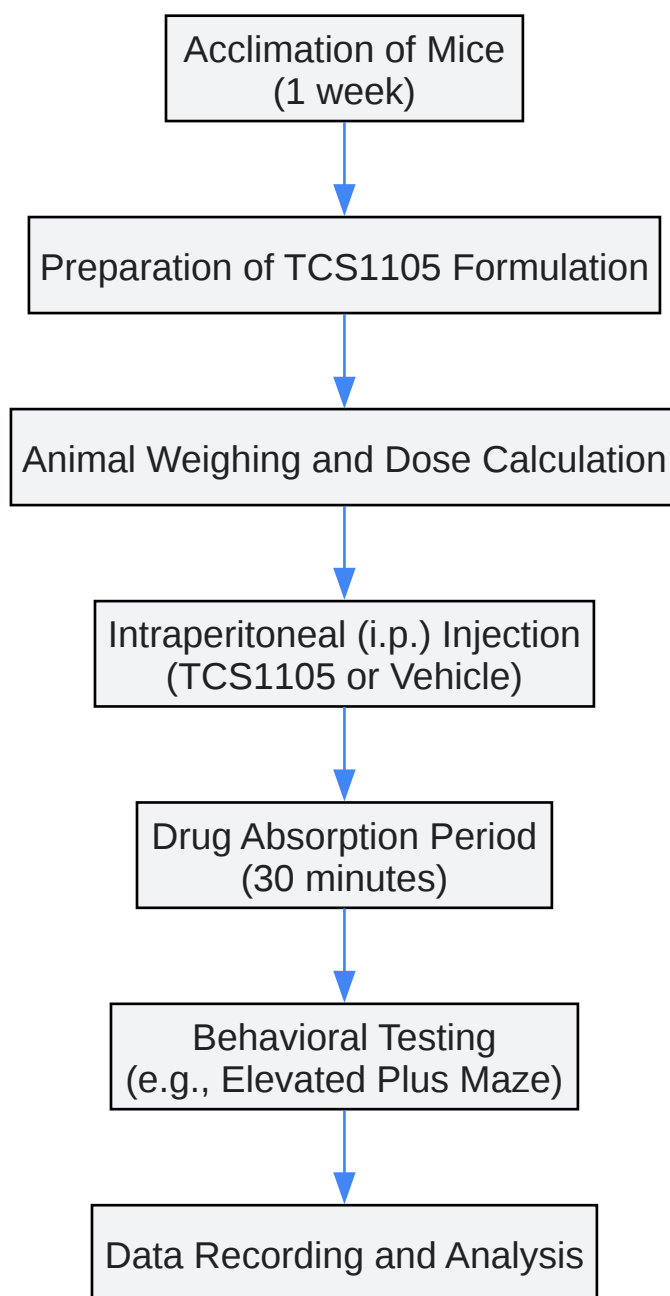 Acclimation of Mice
(1 week)
Preparation of TCS1105 Formulation
Animal Weighing and Dose Calculation
Intraperitoneal (i.p.) Injection
(TCS1105 or Vehicle)
Drug Absorption Period
(30 minutes)
Behavioral Testing
(e.g., Elevated Plus Maze)
Data Recording and Analysis